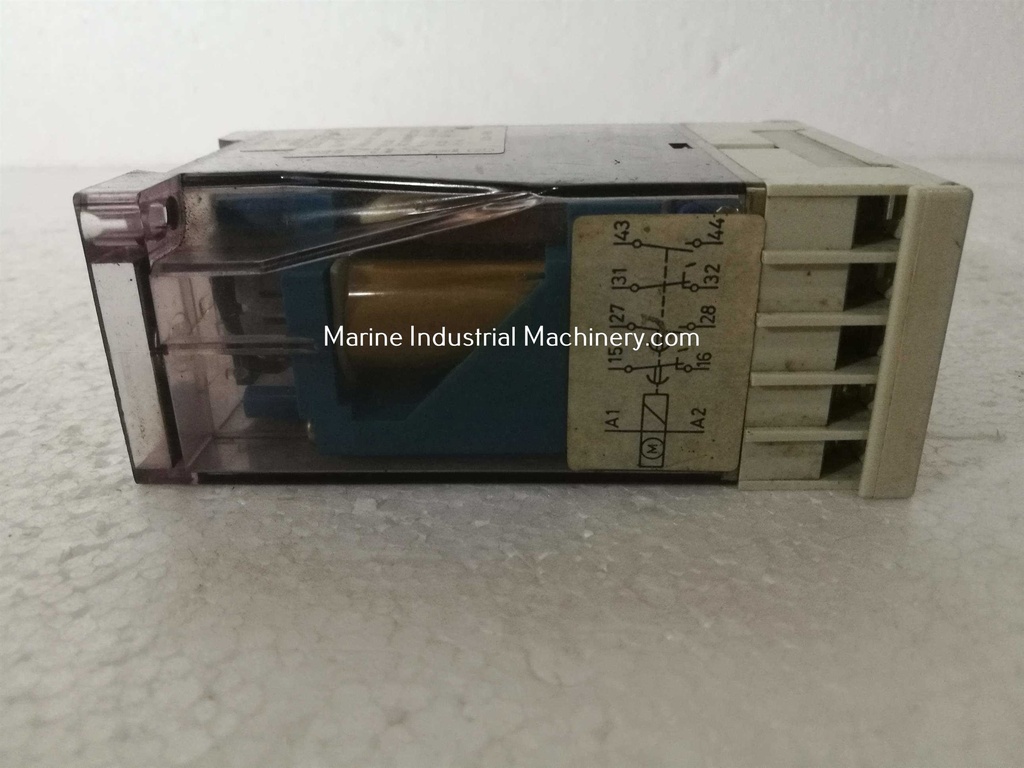 Marine Industrial Machinery.com
43 44
31 32
27 28
15 16
A1 A2
M